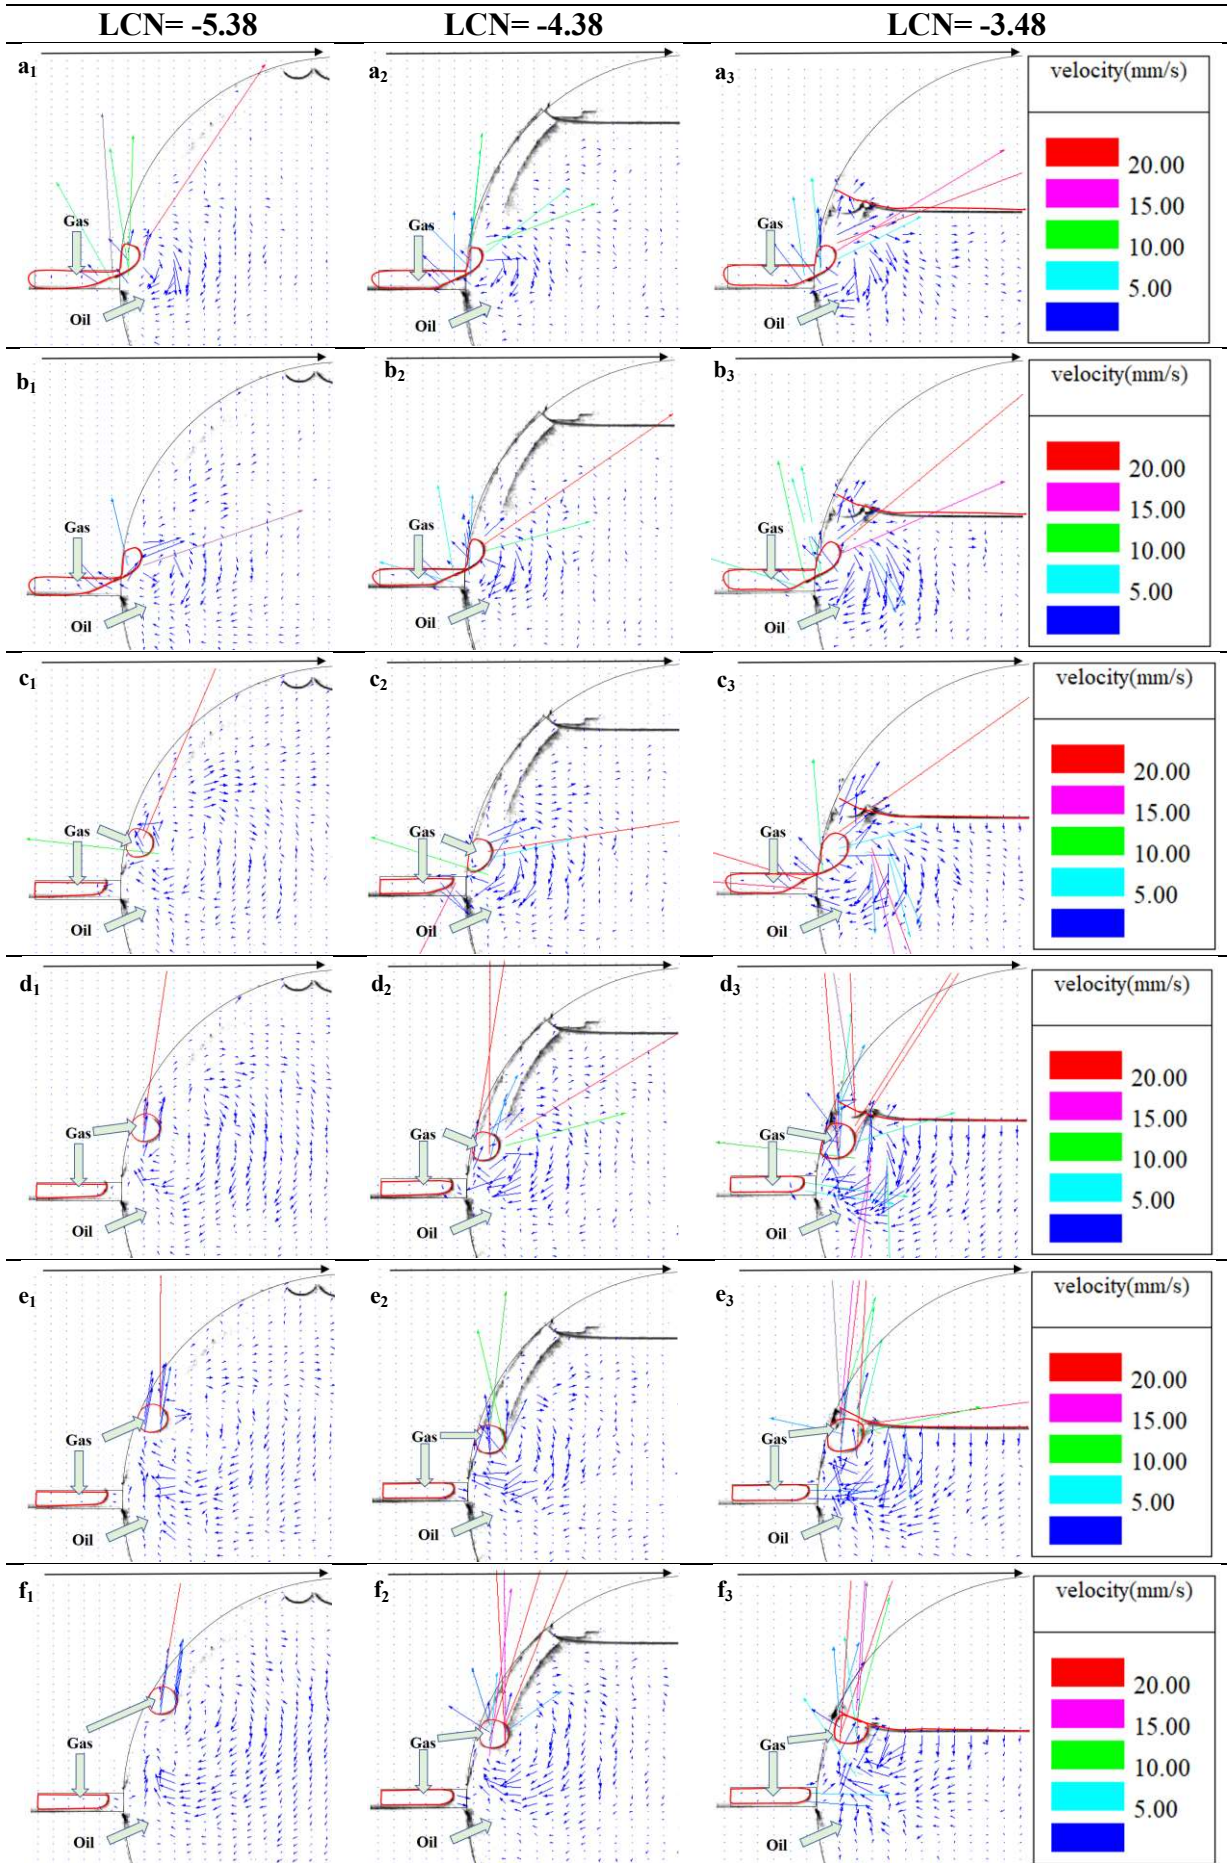 LCN= -5.38 LCN= -4.38 LCN= -3.48
a1 a2 a3 velocity(mm/s)
20.00
15.00
Gas Gas Gas
10.00
5.00
Oil Oil Oil
b1 b2 b3 velocity(mm/s)
20.00
15.00
Gas Gas Gas
10.00
5.00
Oil Oil Oil
c1 c2 c3 velocity(mm/s)
20.00
15.00
Gas Gas Gas
10.00
5.00
Oil Oil Oil
d1 d2 d3 velocity(mm/s)
20.00
15.00
Gas Gas Gas
10.00
5.00
Oil Oil Oil
e1 e2 e3 velocity(mm/s)
20.00
15.00
Gas Gas Gas
10.00
5.00
Oil Oil Oil
f1 f2 f3 velocity(mm/s)
20.00
15.00
Gas Gas Gas
10.00
5.00
Oil Oil Oil